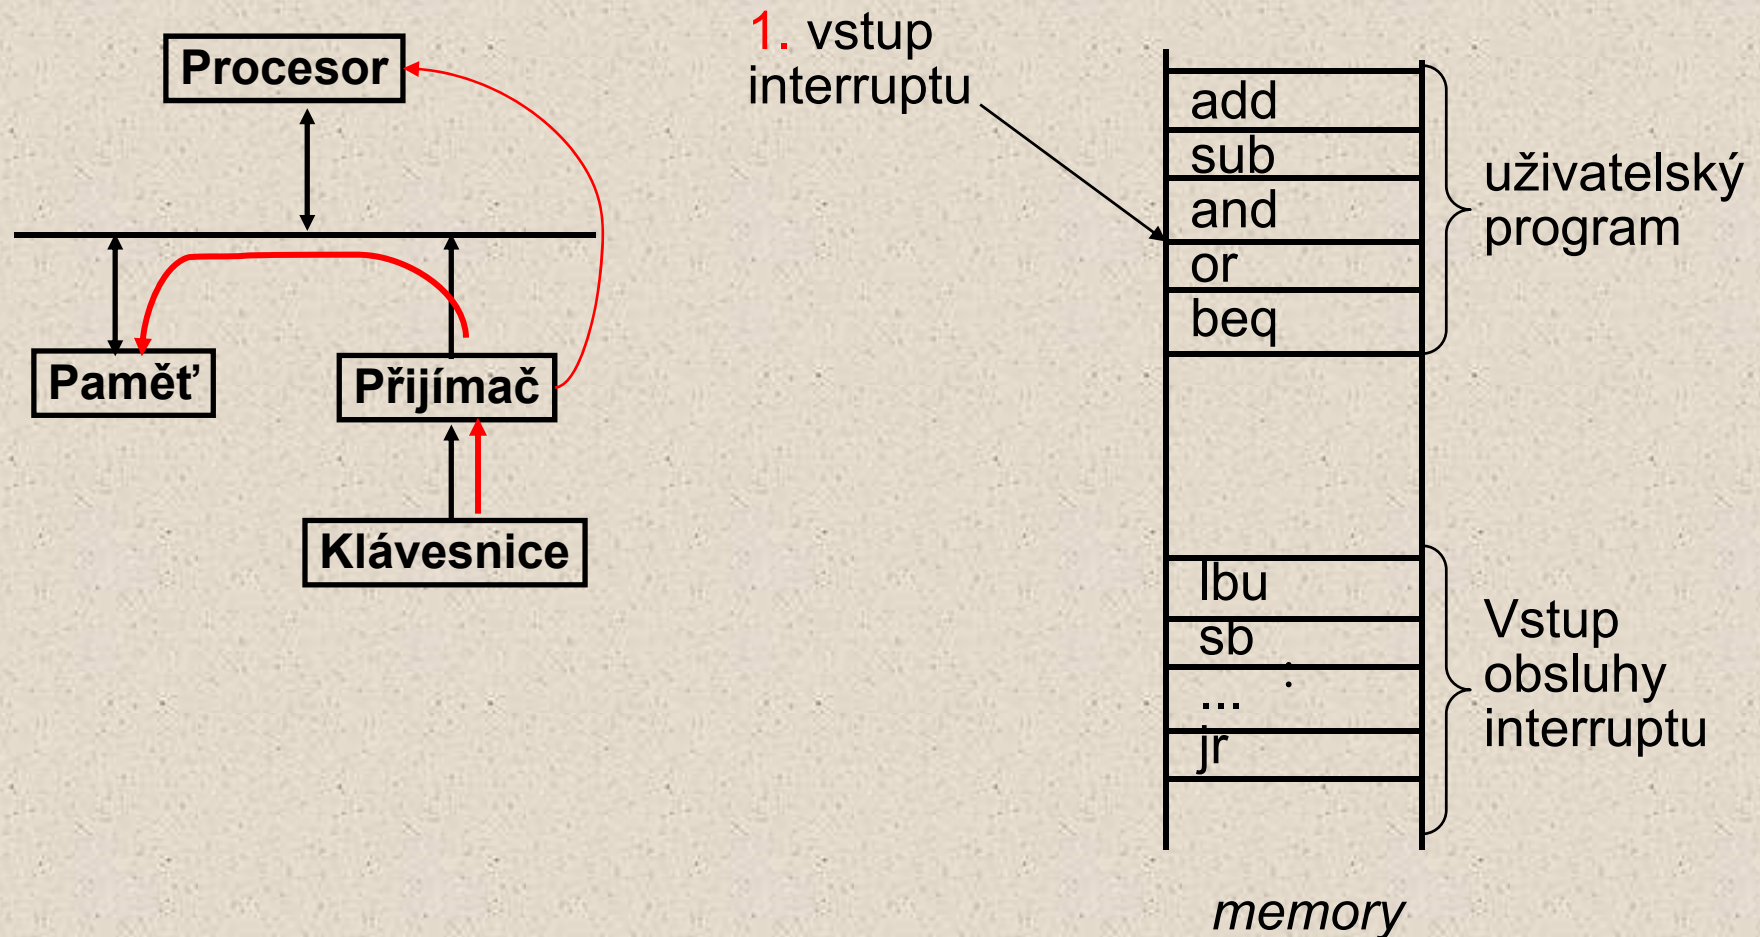 Procesor
Paměť
Přijímač
Klávesnice
1. vstup
interruptu
add
sub
and
or
beq
uživatelský
program
lbu
sb
:
...
jr
Vstup
obsluhy
interruptu
memory